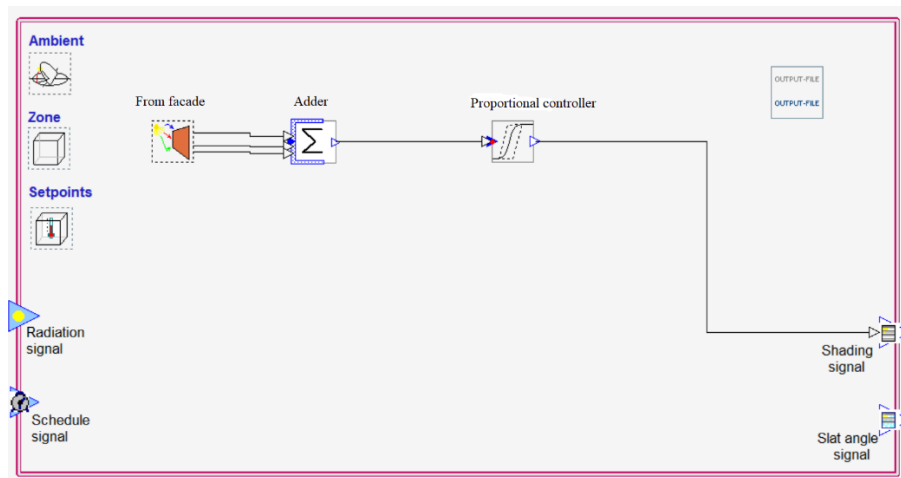 Ambient
From facade
Adder
Proportional controller
OUTPUT-FILE
OUTPUT-FILE
Zone
Σ
Setpoints
Radiation
signal
Shading
signal
Schedule
signal
Slat angle
signal